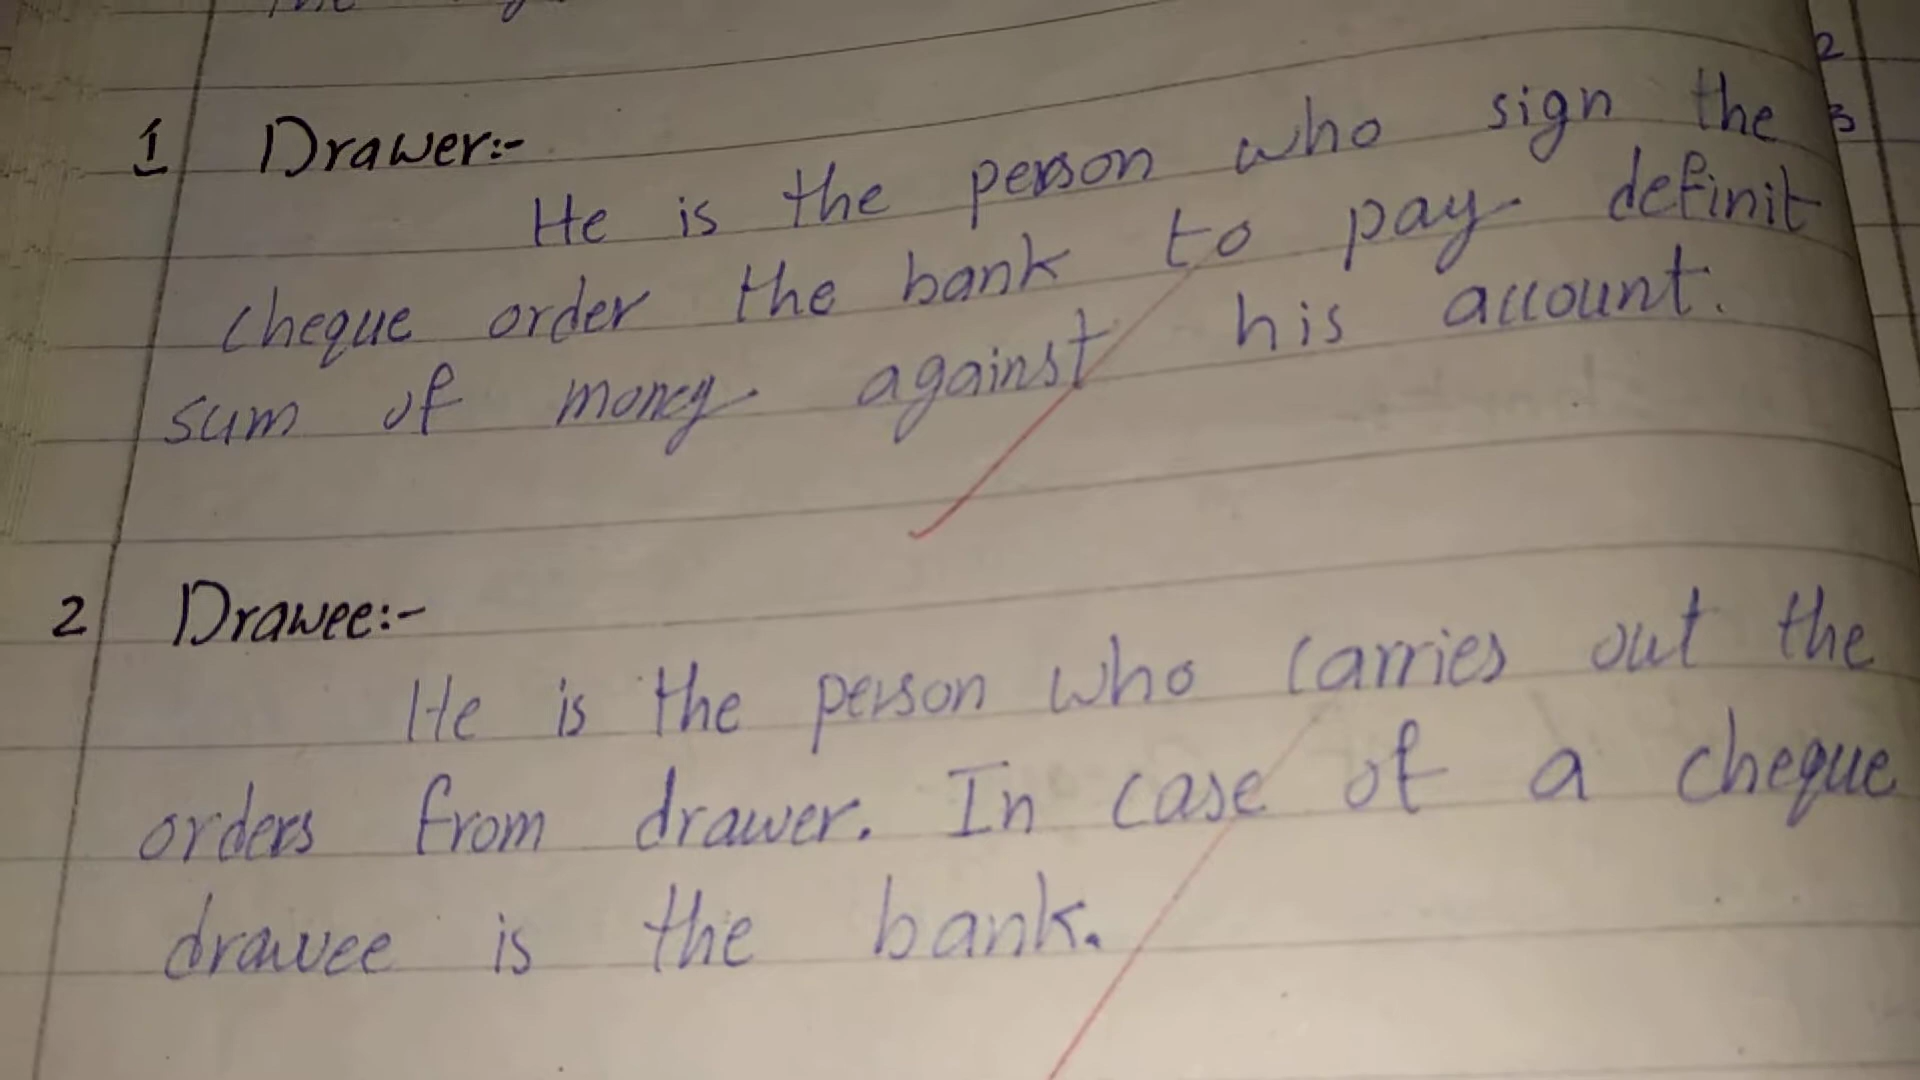 1 Drawer:-
He is the person who sign the
cheque order the bank to pay definit
sum of money against his account.
2 Drawee:-
He is the person who carries out the
orders from drawer. In case of a cheque
drawee is the bank.
2
3